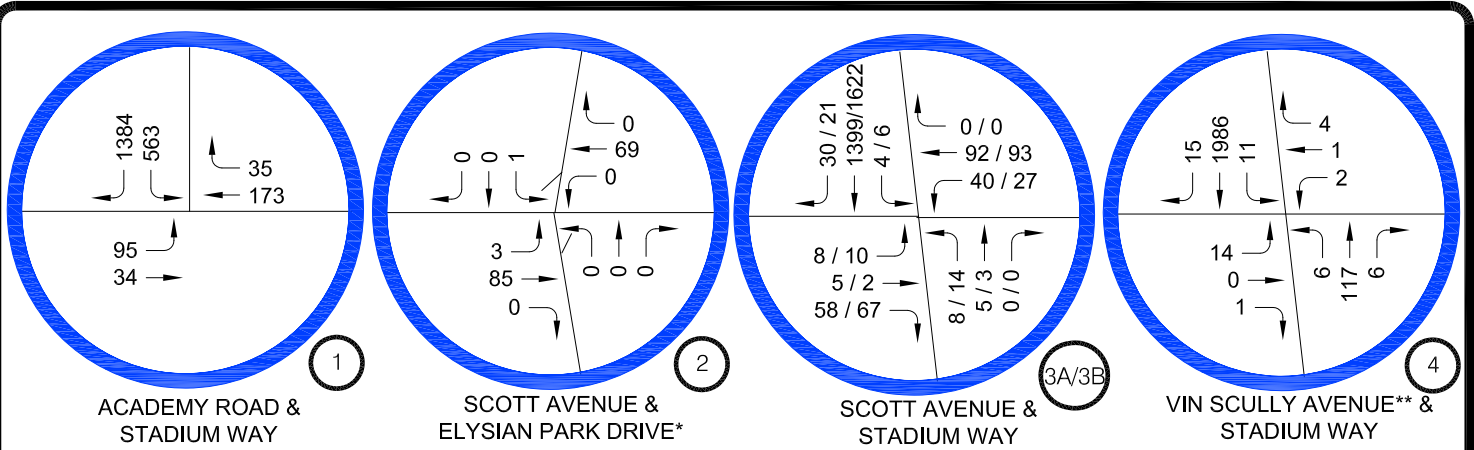 1384
563
35
173
95
34
1
ACADEMY ROAD &
STADIUM WAY
0
0
1
0
69
0
3
85
0
0
0
0
2
SCOTT AVENUE &
ELYSIAN PARK DRIVE*
30 / 21
1399/1622
4 / 6
0 / 0
92 / 93
40 / 27
8 / 10
5 / 2
58 / 67
8 / 14
5 / 3
0 / 0
3A/3B
SCOTT AVENUE &
STADIUM WAY
15
1986
11
4
1
2
14
0
1
6
117
6
4
VIN SCULLY AVENUE** &
STADIUM WAY